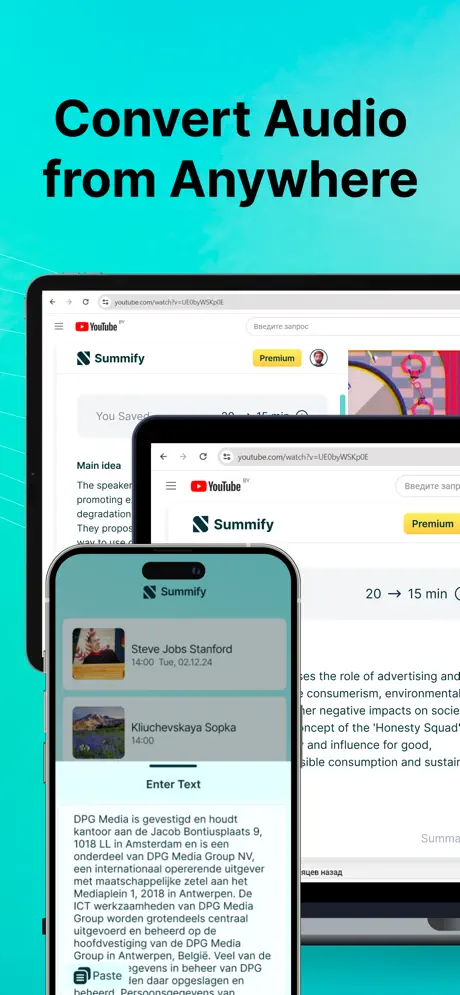 Convert Audio
from Anywhere
youtube.com/watch?v=UE0byWSKp0E
YouTube BY
Введите запрос
Summify
Premium
You Saved
20 → 15 min
Main idea
The speaker
promoting e
degradation
They propos
way to use
youtube.com/watch?v=UE0byWSKp0E
YouTube BY
Введите запрос
Summify
Premium
20 → 15 min
ses the role of advertising and
e consumerism, environmental
her negative impacts on socie
oncept of the 'Honesty Squad'
y and influence for good,
sible consumption and sustain
Summa
яцев назад
Summify
Steve Jobs Stanford
14:00 Tue, 02.12.24
Kliuchevskaya Sopka
14:00
Enter Text
DPG Media is gevestigd en houdt
kantoor aan de Jacob Bontiusplaats 9,
1018 LL in Amsterdam en is een
onderdeel van DPG Media Group NV,
een internationaal opererende uitgever
met maatschappelijke zetel aan het
Mediaplein 1, 2018 in Antwerpen. De
ICT werkzaamheden van DPG Media
Group worden grotendeels centraal
uitgevoerd en beheerd op de
hoofdvestiging van de DPG Media
Group in Antwerpen, België. Veel van de
gegevens in beheer van DPG
Paste
den daar opgeslagen en
beheerd. Persoonsgegevens van